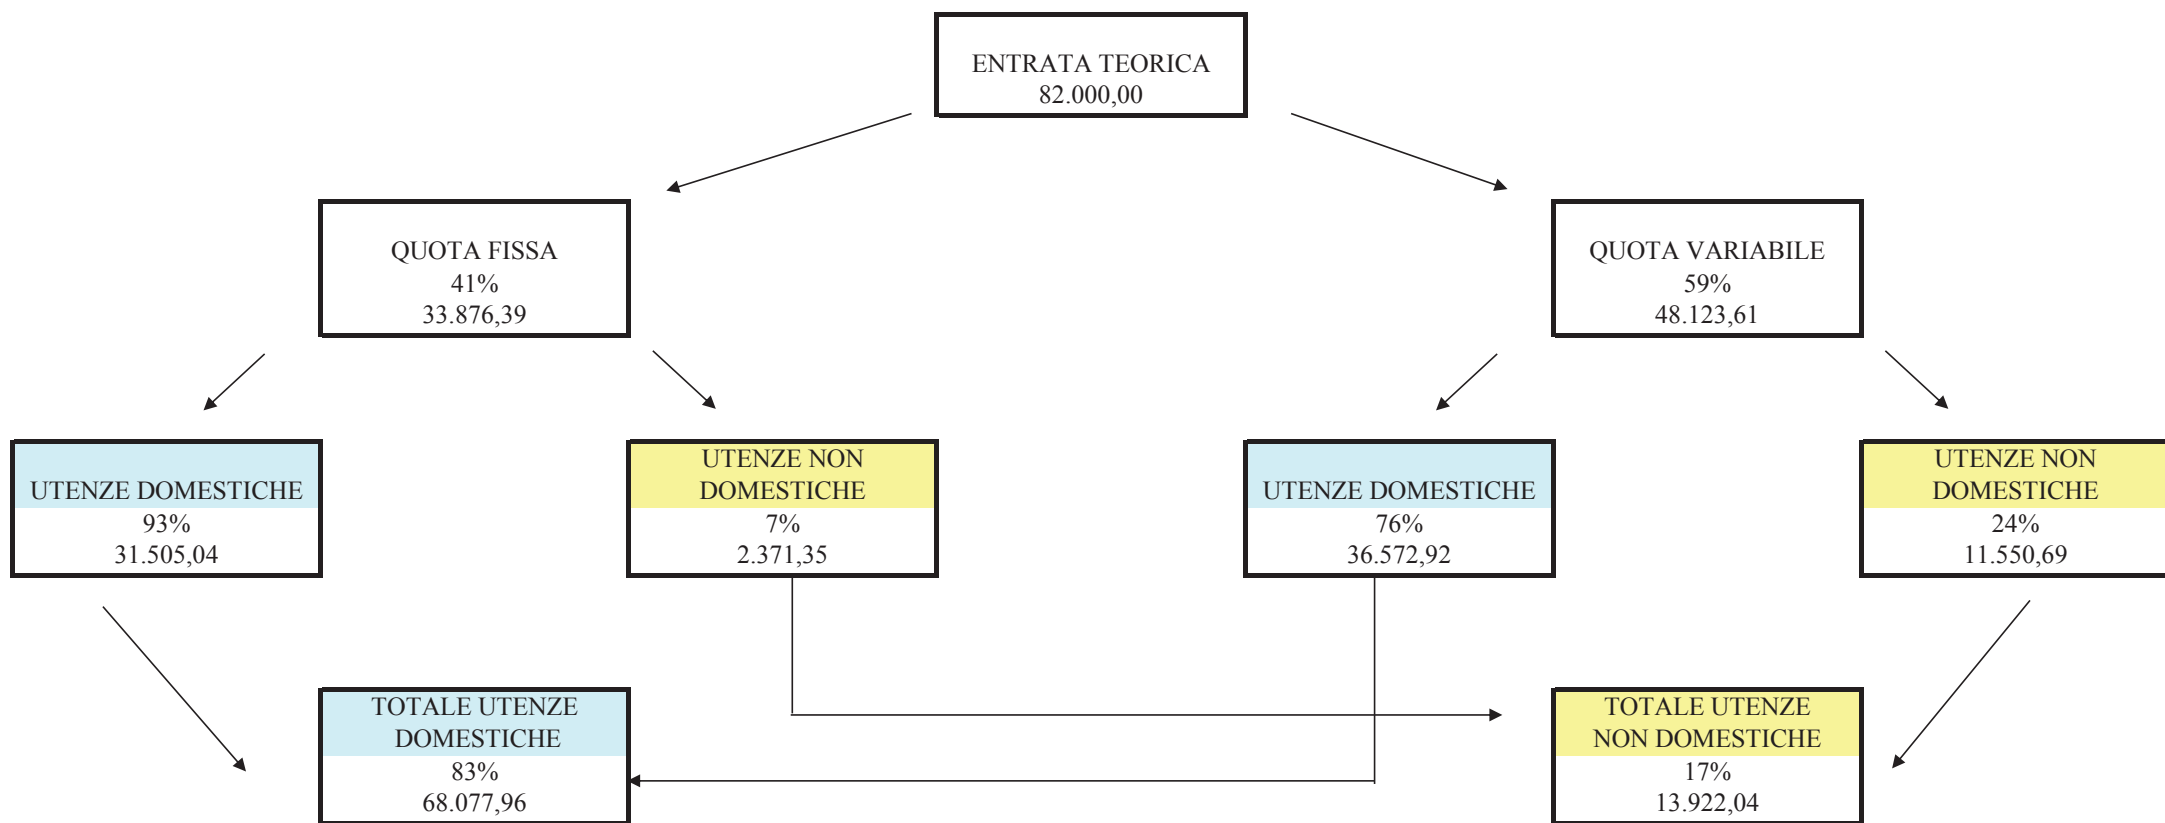 ENTRATA TEORICA
82.000,00
QUOTA FISSA
41%
33.876,39
QUOTA VARIABILE
59%
48.123,61
UTENZE DOMESTICHE
93%
31.505,04
UTENZE NON
DOMESTICHE
7%
2.371,35
UTENZE DOMESTICHE
76%
36.572,92
UTENZE NON
DOMESTICHE
24%
11.550,69
TOTALE UTENZE
DOMESTICHE
83%
68.077,96
TOTALE UTENZE
NON DOMESTICHE
17%
13.922,04